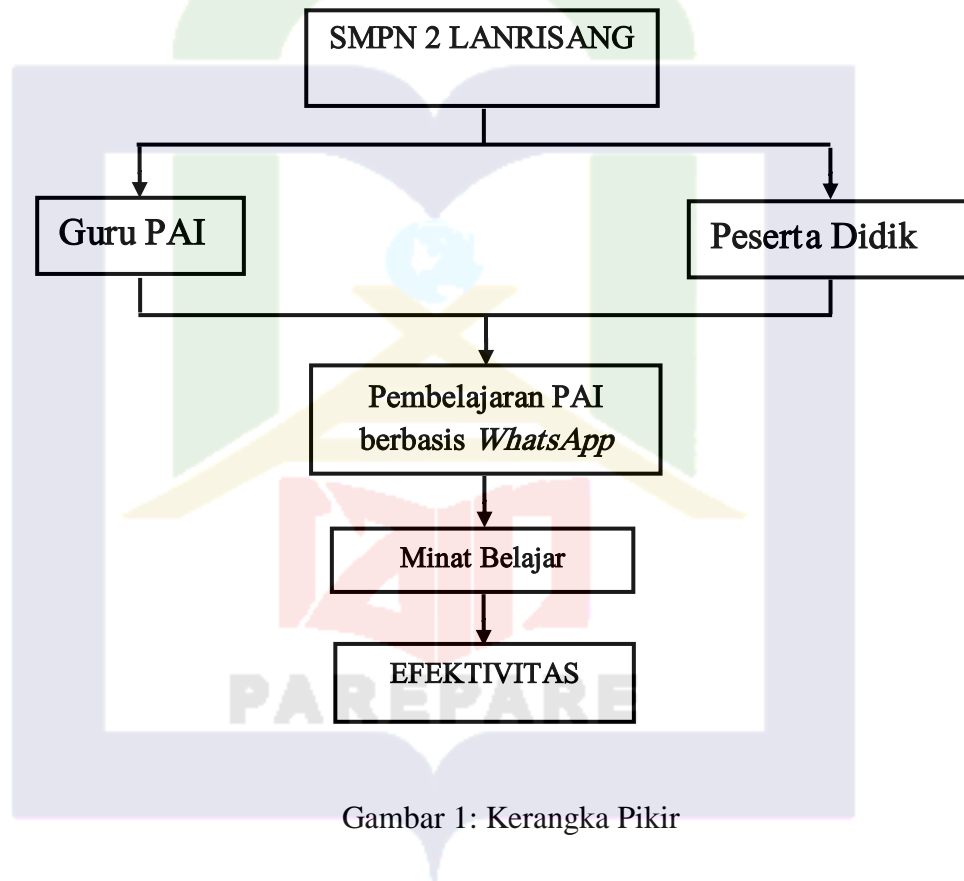 SMPN 2 LANRISANG
Guru PAI
Peserta Didik
Pembelajaran PAI
berbasis WhatsApp
Minat Belajar
EFEKTIVITAS
PAREPARE
Gambar 1: Kerangka Pikir